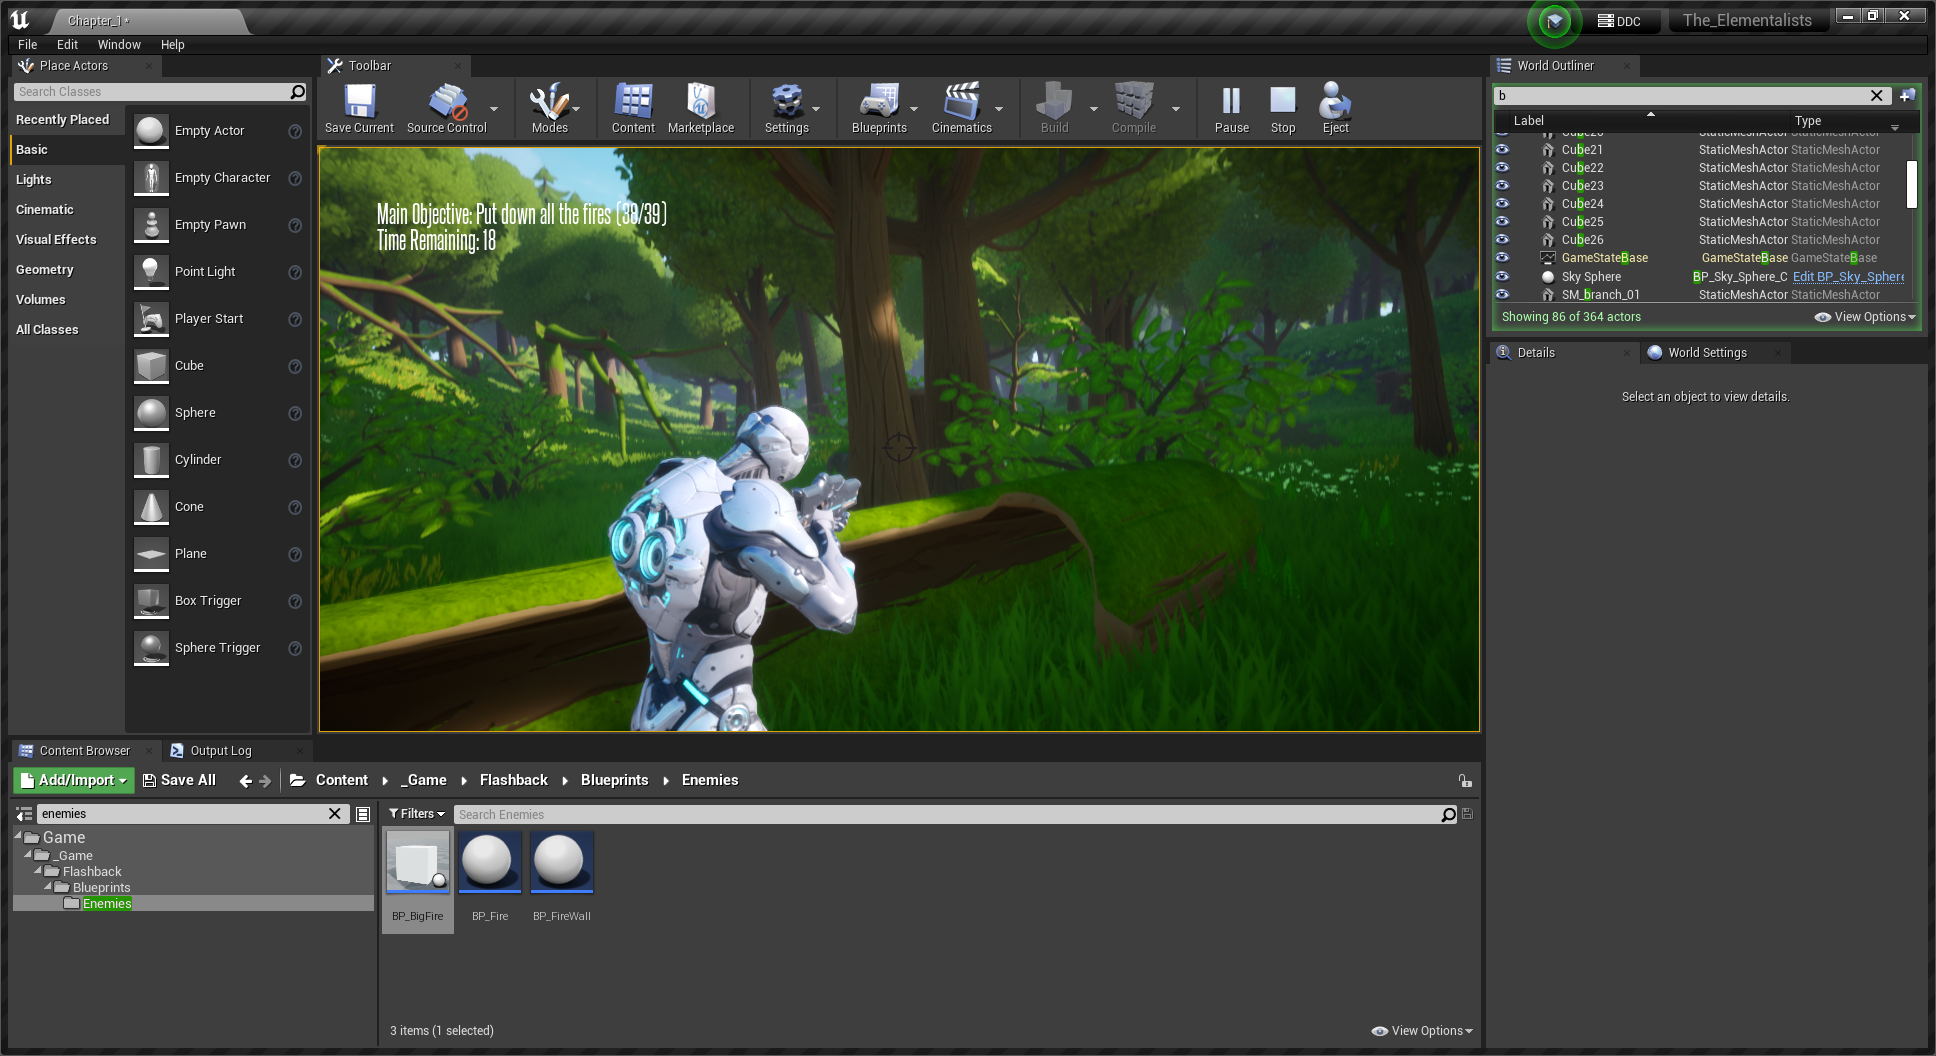 Chapter_1*
DDC
The_Elementalists
File Edit Window Help
Place Actors
Search Classes
Recently Placed
Basic
Lights
Cinematic
Visual Effects
Geometry
Volumes
All Classes
Empty Actor
Empty Character
Empty Pawn
Point Light
Player Start
Cube
Sphere
Cylinder
Cone
Plane
Box Trigger
Sphere Trigger
Toolbar
Save Current Source Control Modes Content Marketplace Settings Blueprints Cinematics Build Compile Pause Stop Eject
Main Objective: Put down all the fires (38/39)
Time Remaining: 18
World Outliner
b
Label Type
Cube20
Cube21 StaticMeshActor StaticMeshActor
Cube22 StaticMeshActor StaticMeshActor
Cube23 StaticMeshActor StaticMeshActor
Cube24 StaticMeshActor StaticMeshActor
Cube25 StaticMeshActor StaticMeshActor
Cube26 StaticMeshActor StaticMeshActor
GameStateBase GameStateBase GameStateBase
Sky Sphere BP_Sky_Sphere_C Edit BP_Sky_Sphere
SM_branch_01 StaticMeshActor StaticMeshActor
Showing 86 of 364 actors View Options
Details World Settings
Select an object to view details.
Content Browser Output Log
Add/Import Save All Content _Game Flashback Blueprints Enemies
enemies
Game
_Game
Flashback
Blueprints
Enemies
Filters Search Enemies
BP_BigFire BP_Fire BP_FireWall
3 items (1 selected) View Options